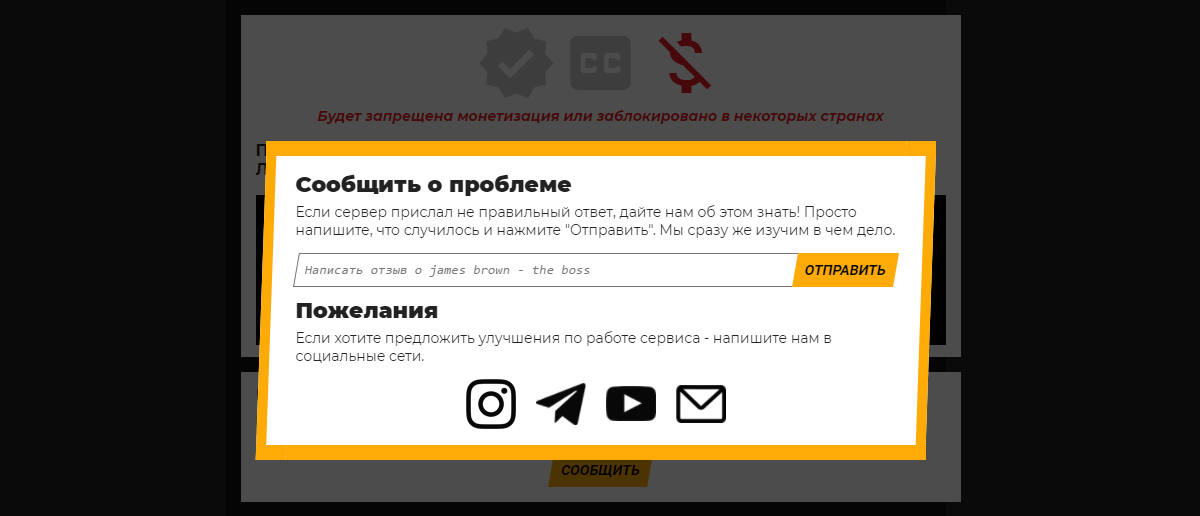 CC
Будет запрещена монетизация или заблокировано в некоторых странах
П
Л
Сообщить о проблеме
Если сервер прислал не правильный ответ, дайте нам об этом знать! Просто
напишите, что случилось и нажмите "Отправить". Мы сразу же изучим в чем дело.
Написать отзыв о james brown - the boss
ОТПРАВИТЬ
Пожелания
Если хотите предложить улучшения по работе сервиса - напишите нам в
социальные сети.
СООБЩИТЬ